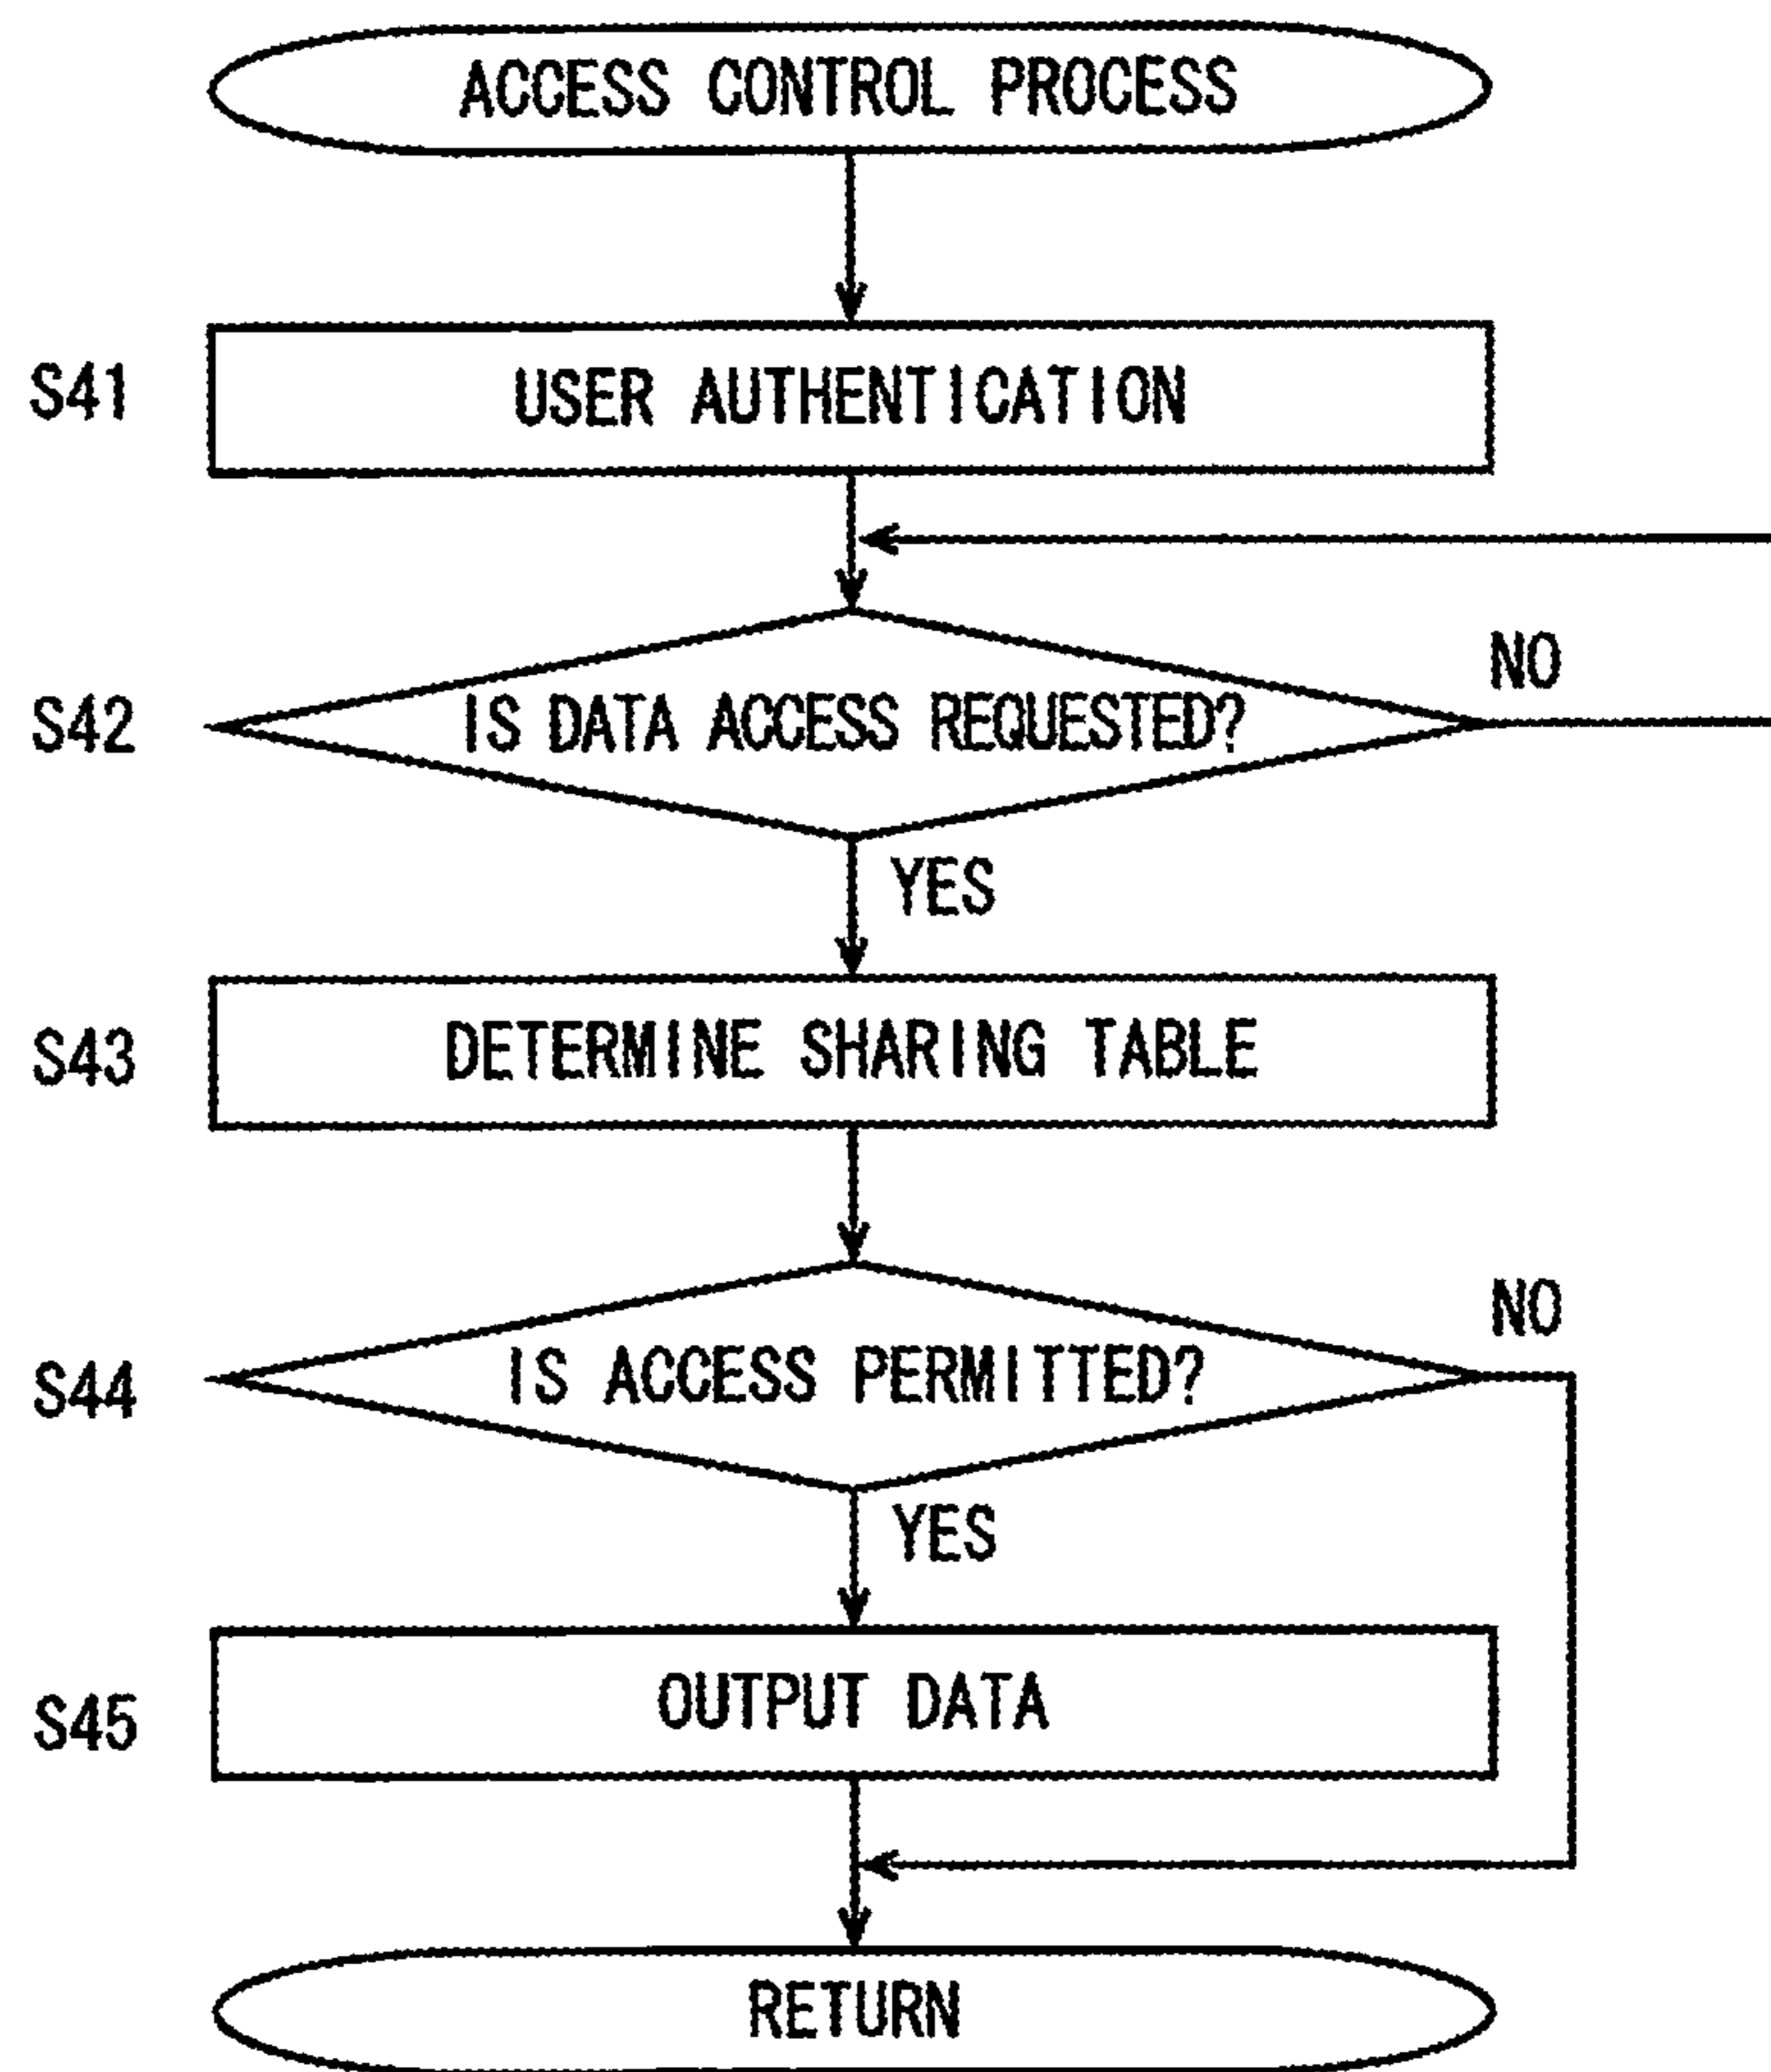 ACCESS CONTROL PROCESS
S41
USER AUTHENTICATION
S42
IS DATA ACCESS REQUESTED?
NO
YES
S43
DETERMINE SHARING TABLE
S44
IS ACCESS PERMITTED?
NO
YES
S45
OUTPUT DATA
RETURN